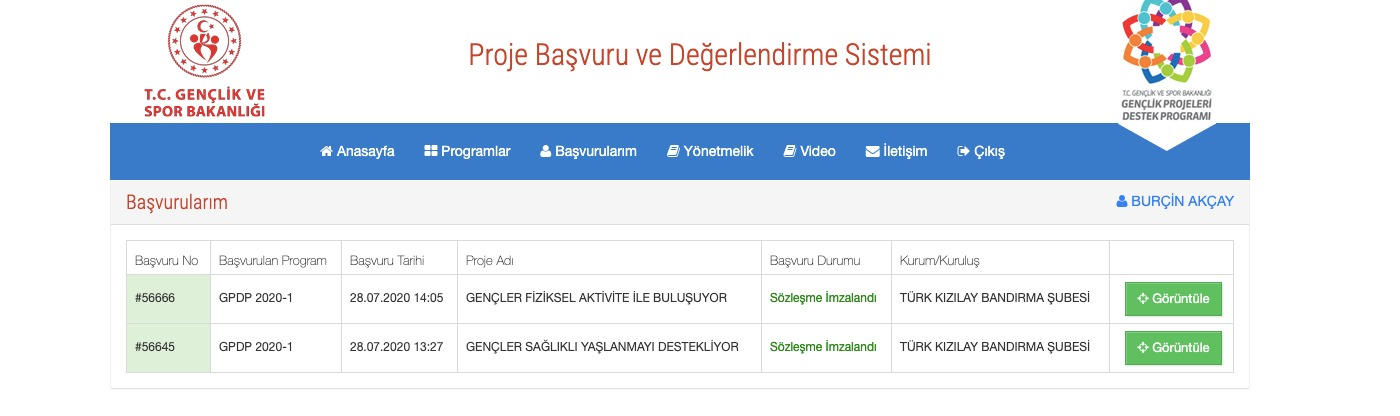 T.C. GENÇLİK VE
SPOR BAKANLIĞI
Proje Başvuru ve Değerlendirme Sistemi
T.C. GENÇLİK VE SPOR BAKANLIĞI
GENÇLİK PROJELERİ
DESTEK PROGRAMI
Anasayfa Programlar Başvurularım Yönetmelik Video İletişim Çıkış
Başvurularım BURÇİN AKÇAY
Başvuru No Başvurulan Program Başvuru Tarihi Proje Adı Başvuru Durumu Kurum/Kuruluş
#56666 GPDP 2020-1 28.07.2020 14:05 GENÇLER FİZİKSEL AKTİVİTE İLE BULUŞUYOR Sözleşme İmzalandı TÜRK KIZILAY BANDIRMA ŞUBESİ Görüntüle
#56645 GPDP 2020-1 28.07.2020 13:27 GENÇLER SAĞLIKLI YAŞLANMAYI DESTEKLİYOR Sözleşme İmzalandı TÜRK KIZILAY BANDIRMA ŞUBESİ Görüntüle